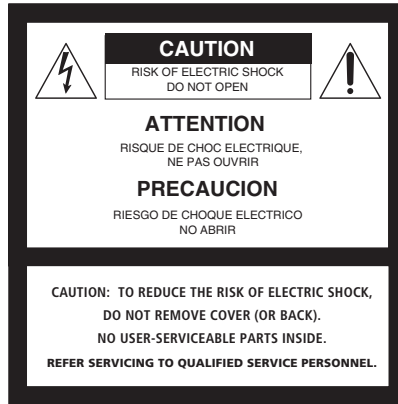 CAUTION
RISK OF ELECTRIC SHOCK
DO NOT OPEN
ATTENTION
RISQUE DE CHOC ELECTRIQUE,
NE PAS OUVRIR
PRECAUCION
RIESGO DE CHOQUE ELECTRICO
NO ABRIR
CAUTION: TO REDUCE THE RISK OF ELECTRIC SHOCK,
DO NOT REMOVE COVER (OR BACK).
NO USER-SERVICEABLE PARTS INSIDE.
REFER SERVICING TO QUALIFIED SERVICE PERSONNEL.